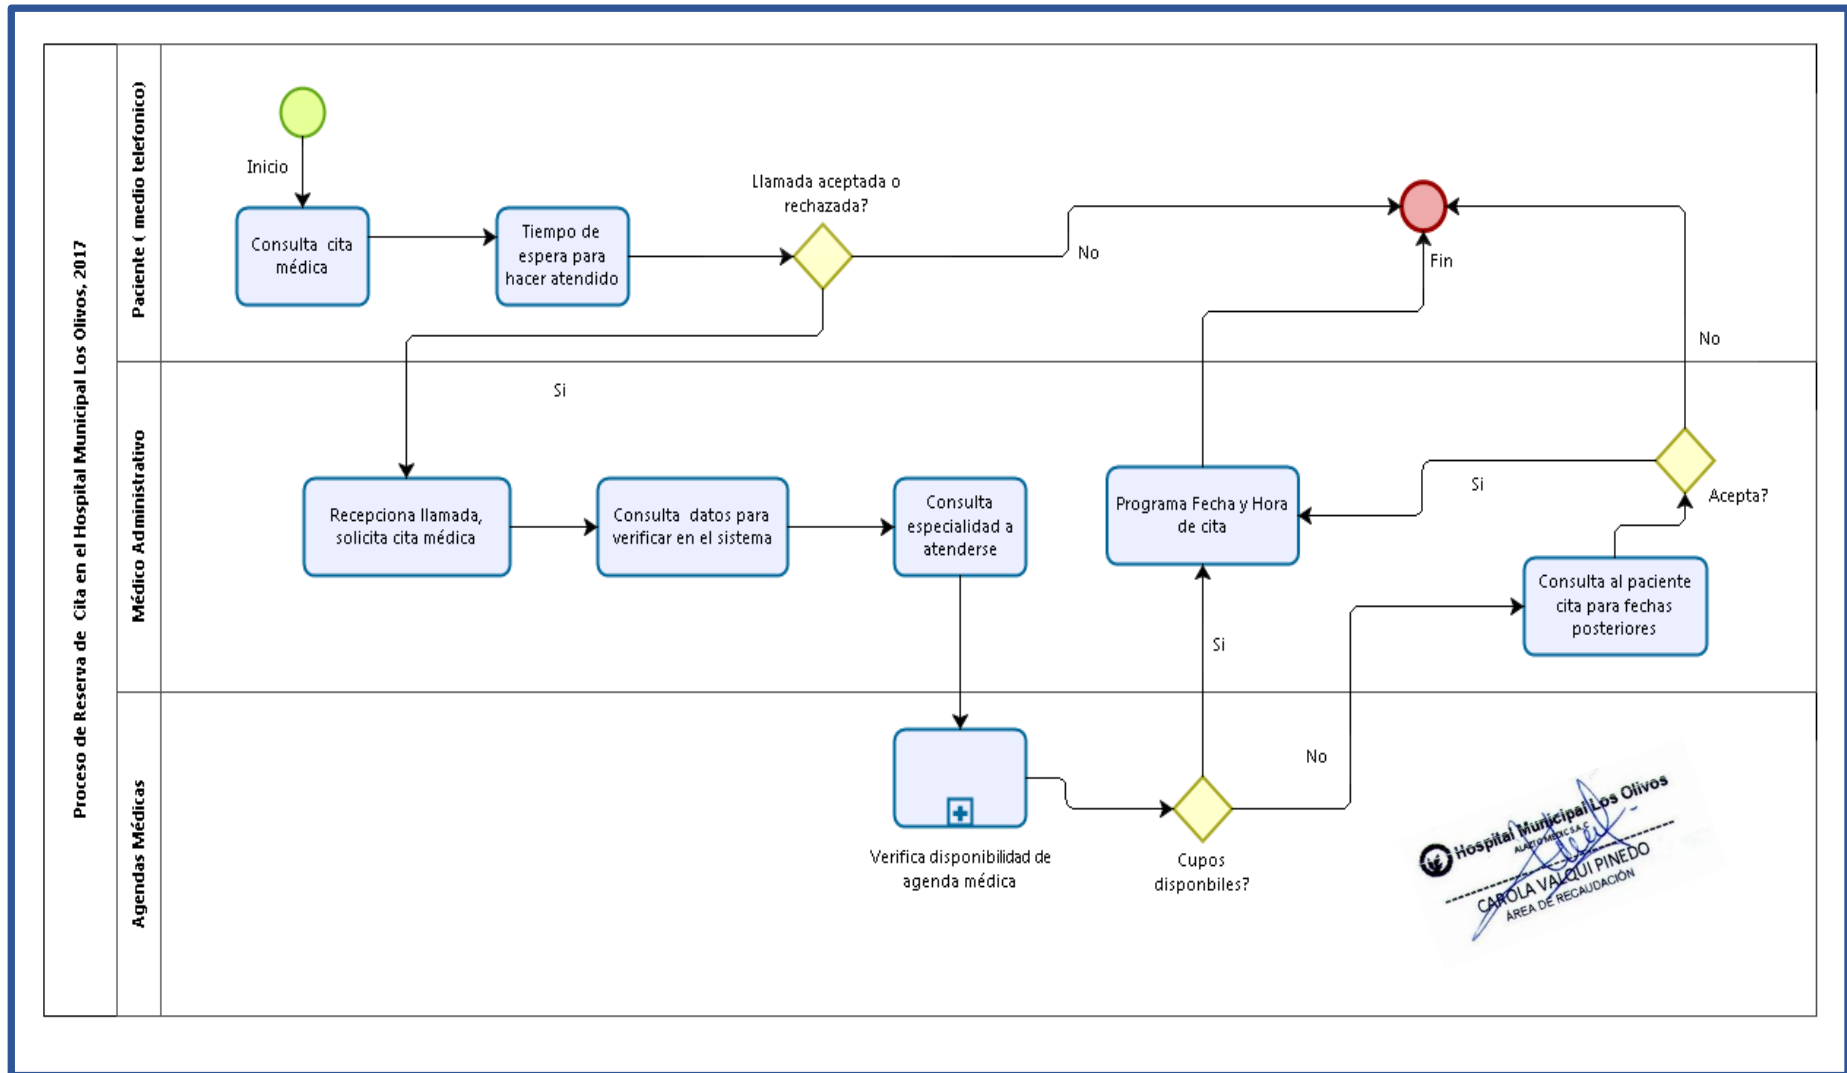 Proceso de Reserva de Cita en el Hospital Municipal Los Olivos, 2017
Paciente ( medio telefonico)
Inicio
Consulta cita
médica
Tiempo de
espera para
hacer atendido
Llamada aceptada o
rechazada?
No
Fin
No
Si
Médico Administrativo
Recepciona llamada,
solicita cita médica
Consulta datos para
verificar en el sistema
Consulta
especialidad a
atenderse
Programa Fecha y Hora
de cita
Si
Acepta?
Consulta al paciente
cita para fechas
posteriores
Si
Agendas Médicas
Verifica disponibilidad de
agenda médica
Cupos
disponbiles?
No
Hospital Municipal Los Olivos
CAROLA VALQUI PINEDO
ÁREA DE RECAUDACIÓN